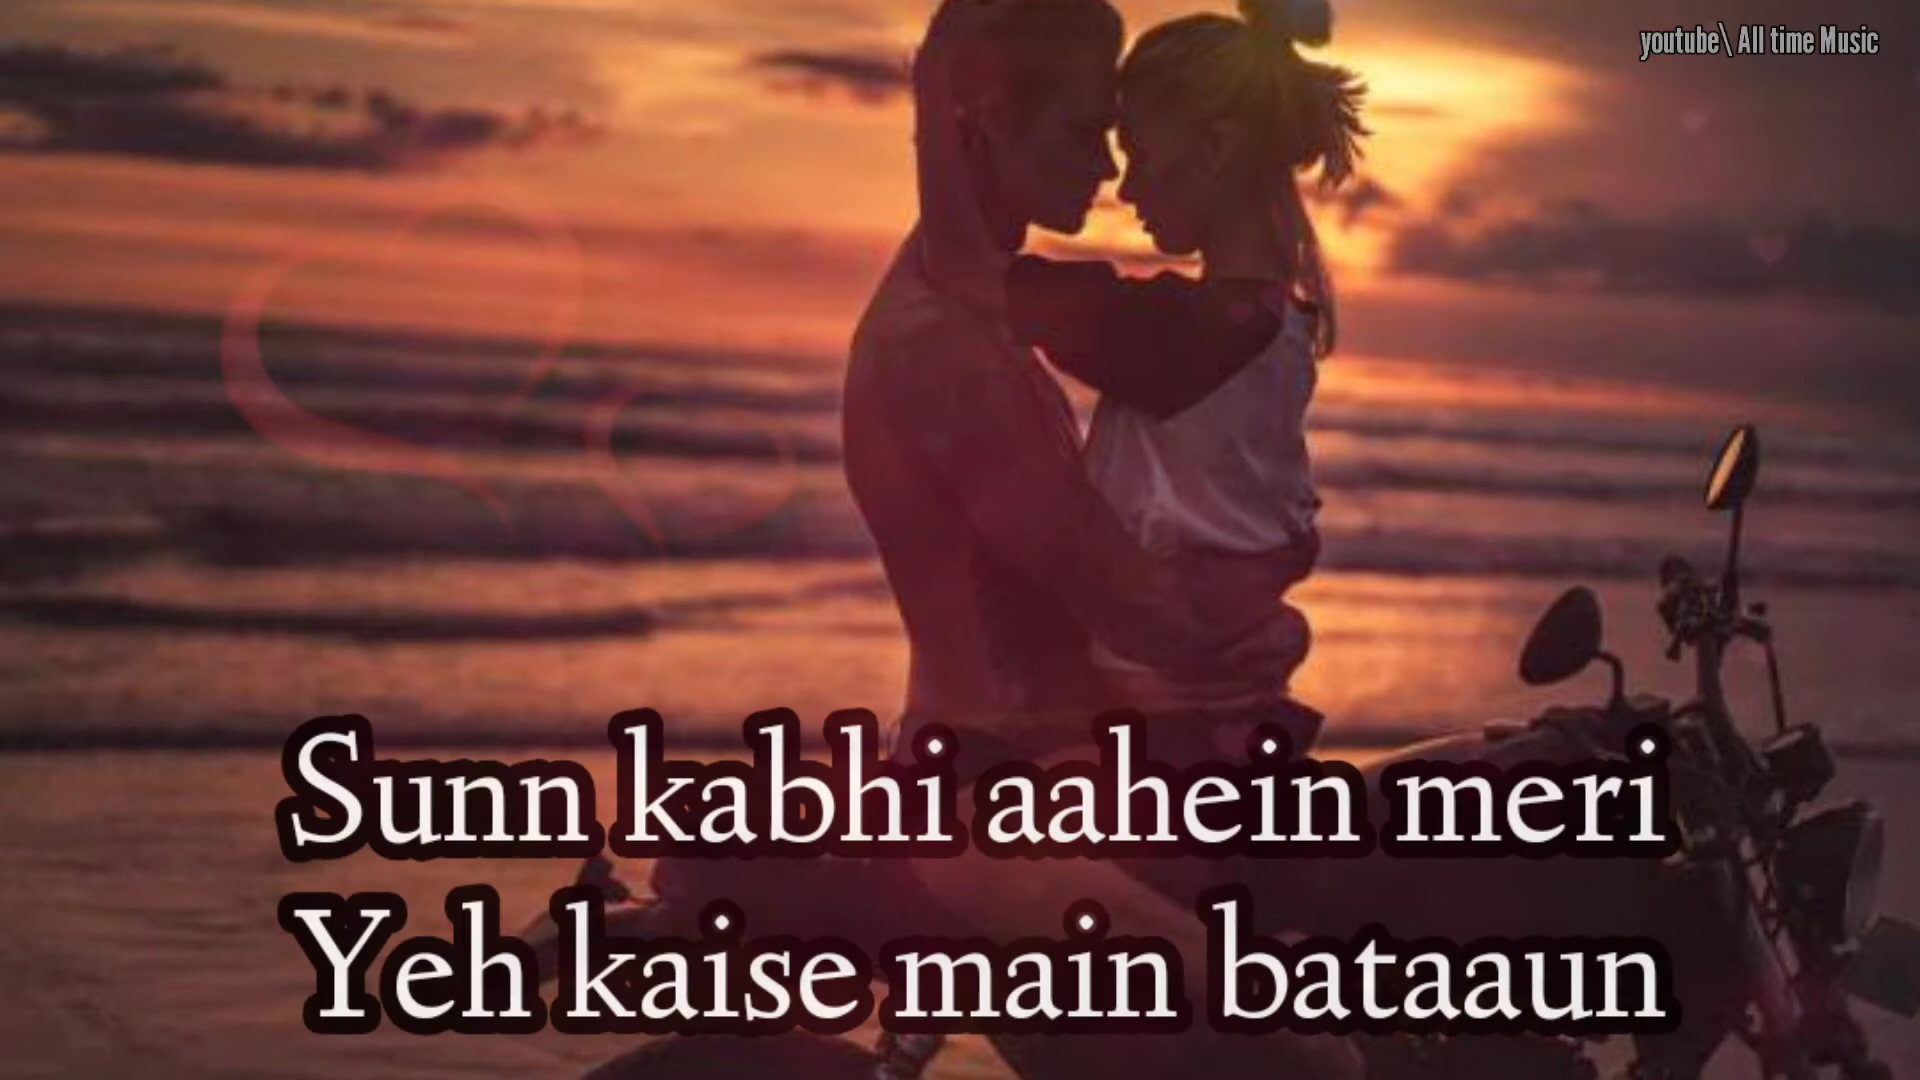 youtube\ All time Music
Sunn kabhi aahein meri
Yeh kaise main bataaun